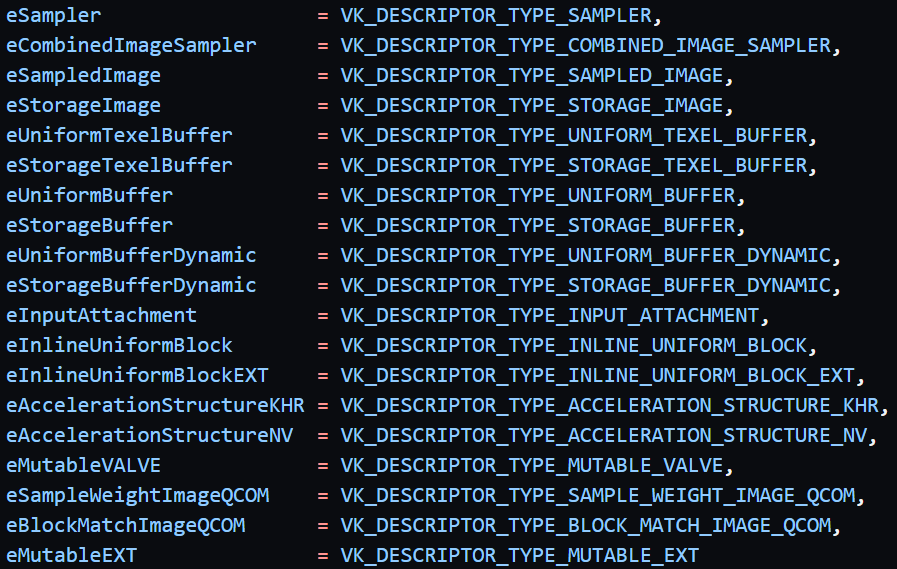 eSampler = VK_DESCRIPTOR_TYPE_SAMPLER,
eCombinedImageSampler = VK_DESCRIPTOR_TYPE_COMBINED_IMAGE_SAMPLER,
eSampledImage = VK_DESCRIPTOR_TYPE_SAMPLED_IMAGE,
eStorageImage = VK_DESCRIPTOR_TYPE_STORAGE_IMAGE,
eUniformTexelBuffer = VK_DESCRIPTOR_TYPE_UNIFORM_TEXEL_BUFFER,
eStorageTexelBuffer = VK_DESCRIPTOR_TYPE_STORAGE_TEXEL_BUFFER,
eUniformBuffer = VK_DESCRIPTOR_TYPE_UNIFORM_BUFFER,
eStorageBuffer = VK_DESCRIPTOR_TYPE_STORAGE_BUFFER,
eUniformBufferDynamic = VK_DESCRIPTOR_TYPE_UNIFORM_BUFFER_DYNAMIC,
eStorageBufferDynamic = VK_DESCRIPTOR_TYPE_STORAGE_BUFFER_DYNAMIC,
eInputAttachment = VK_DESCRIPTOR_TYPE_INPUT_ATTACHMENT,
eInlineUniformBlock = VK_DESCRIPTOR_TYPE_INLINE_UNIFORM_BLOCK,
eInlineUniformBlockEXT = VK_DESCRIPTOR_TYPE_INLINE_UNIFORM_BLOCK_EXT,
eAccelerationStructureKHR = VK_DESCRIPTOR_TYPE_ACCELERATION_STRUCTURE_KHR,
eAccelerationStructureNV = VK_DESCRIPTOR_TYPE_ACCELERATION_STRUCTURE_NV,
eMutableVALVE = VK_DESCRIPTOR_TYPE_MUTABLE_VALVE,
eSampleWeightImageQCOM = VK_DESCRIPTOR_TYPE_SAMPLE_WEIGHT_IMAGE_QCOM,
eBlockMatchImageQCOM = VK_DESCRIPTOR_TYPE_BLOCK_MATCH_IMAGE_QCOM,
eMutableEXT = VK_DESCRIPTOR_TYPE_MUTABLE_EXT